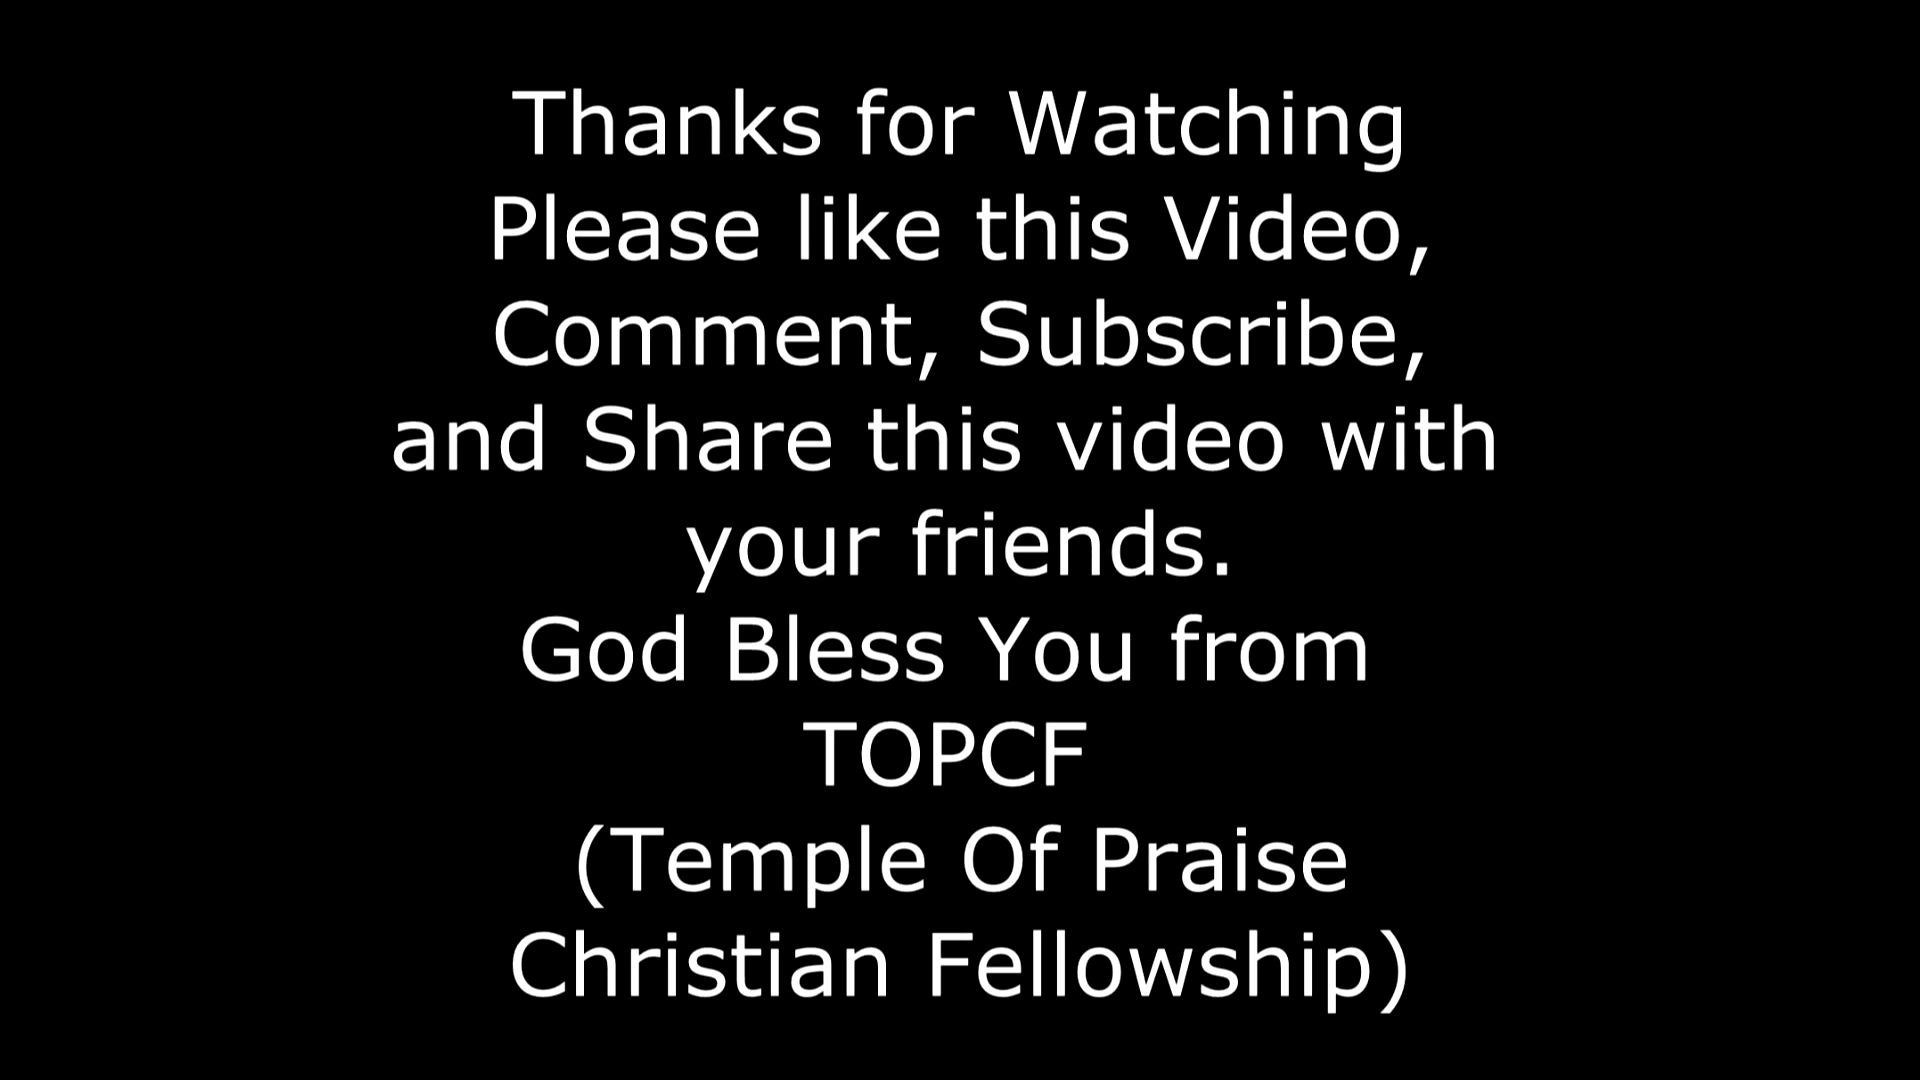 Thanks for Watching
Please like this Video,
Comment, Subscribe,
and Share this video with
your friends.
God Bless You from
TOPCF
(Temple Of Praise
Christian Fellowship)